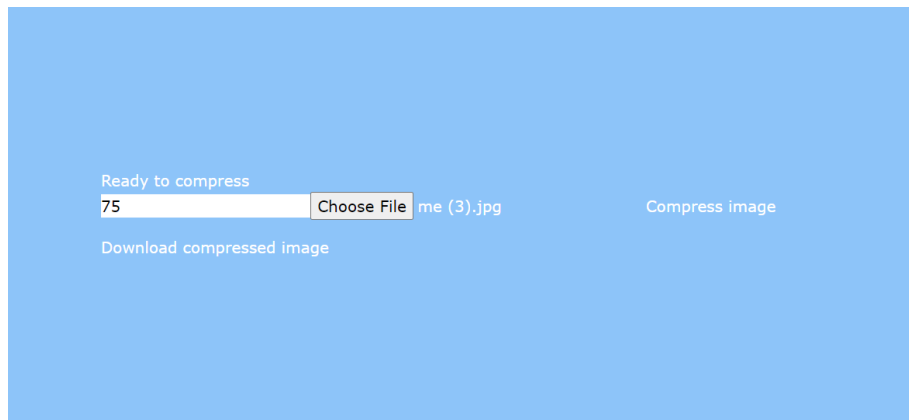 Ready to compress
75 Choose File me (3).jpg Compress image
Download compressed image